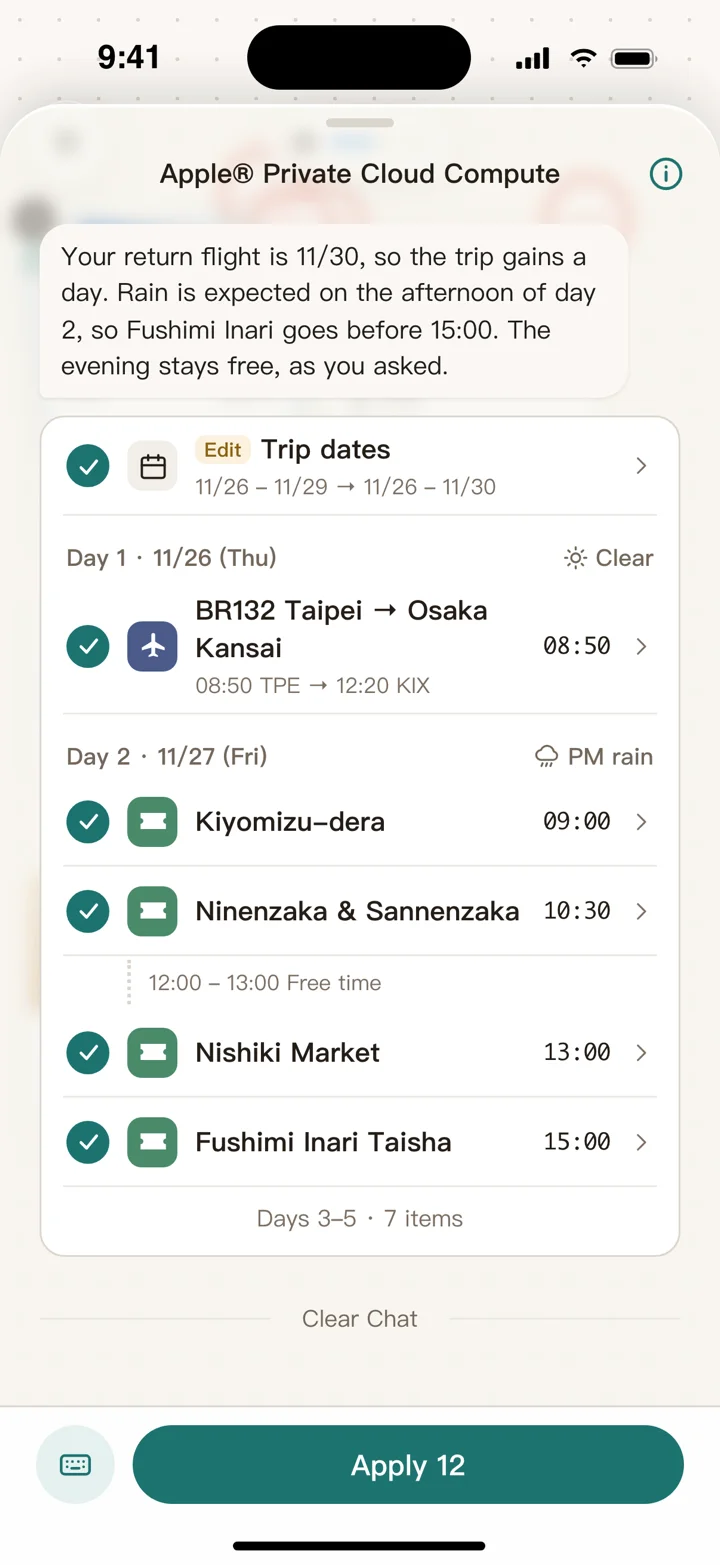 9:41
Apple® Private Cloud Compute
Your return flight is 11/30, so the trip gains a
day. Rain is expected on the afternoon of day
2, so Fushimi Inari goes before 15:00. The
evening stays free, as you asked.
Edit Trip dates
11/26 – 11/29 → 11/26 – 11/30
Day 1 · 11/26 (Thu) Clear
BR132 Taipei → Osaka
Kansai 08:50
08:50 TPE → 12:20 KIX
Day 2 · 11/27 (Fri) PM rain
Kiyomizu–dera 09:00
Ninenzaka & Sannenzaka 10:30
12:00 – 13:00 Free time
Nishiki Market 13:00
Fushimi Inari Taisha 15:00
Days 3–5 · 7 items
Clear Chat
Apply 12